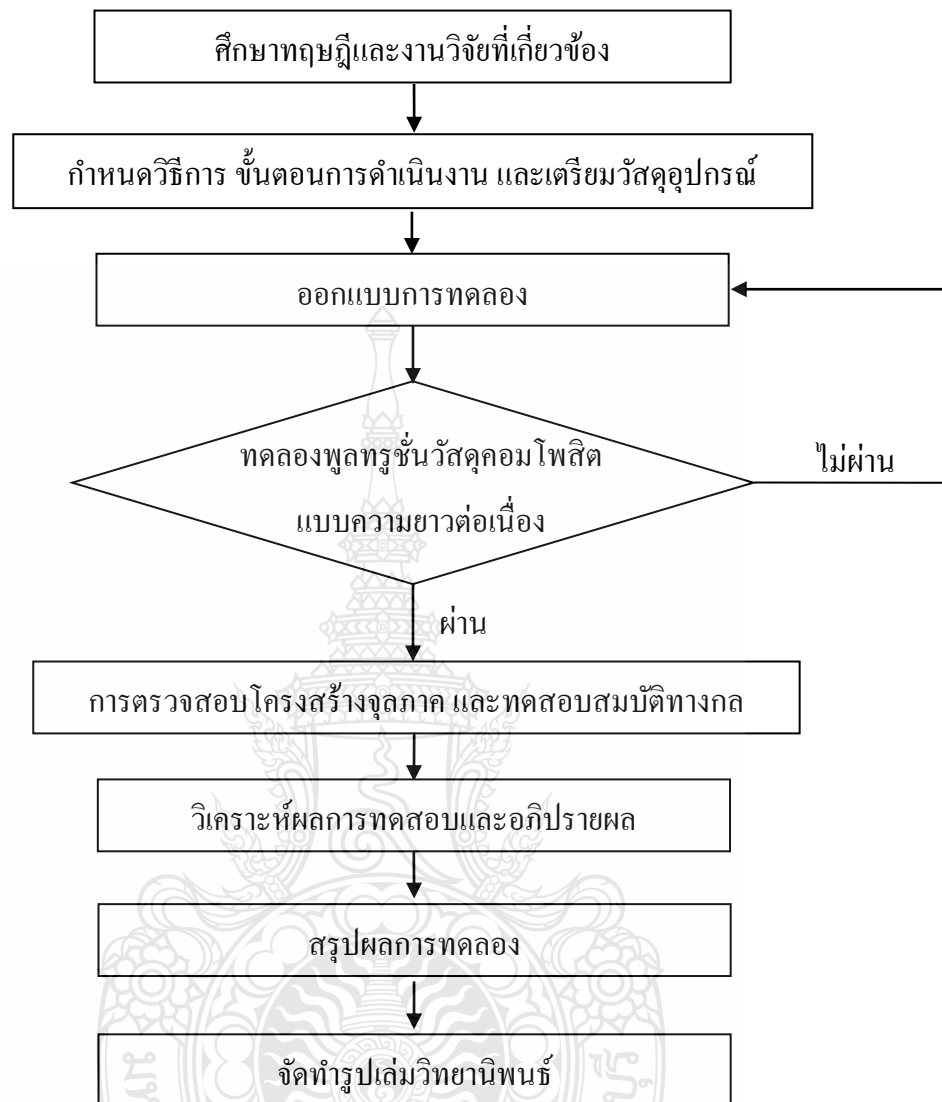 ศึกษาทฤษฎีและงานวิจัยที่เกี่ยวข้อง
กำหนดวิธีการ ขั้นตอนการดำเนินงาน และเตรียมวัสดุอุปกรณ์
ออกแบบการทดลอง
ทดลองพูลทรูชั่นวัสดุคอมโพสิต
แบบความยาวต่อเนื่อง
ไม่ผ่าน
ผ่าน
การตรวจสอบโครงสร้างจุลภาค และทดสอบสมบัติทางกล
วิเคราะห์ผลการทดสอบและอภิปรายผล
สรุปผลการทดลอง
จัดทำรูปเล่มวิทยานิพนธ์